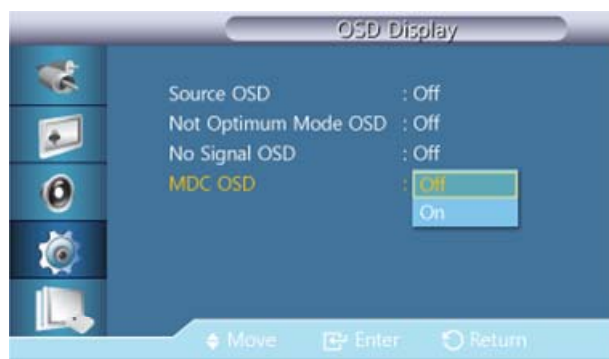 OSD Display
Source OSD : Off
Not Optimum Mode OSD : Off
No Signal OSD : Off
MDC OSD : Off
On
Move Enter Return